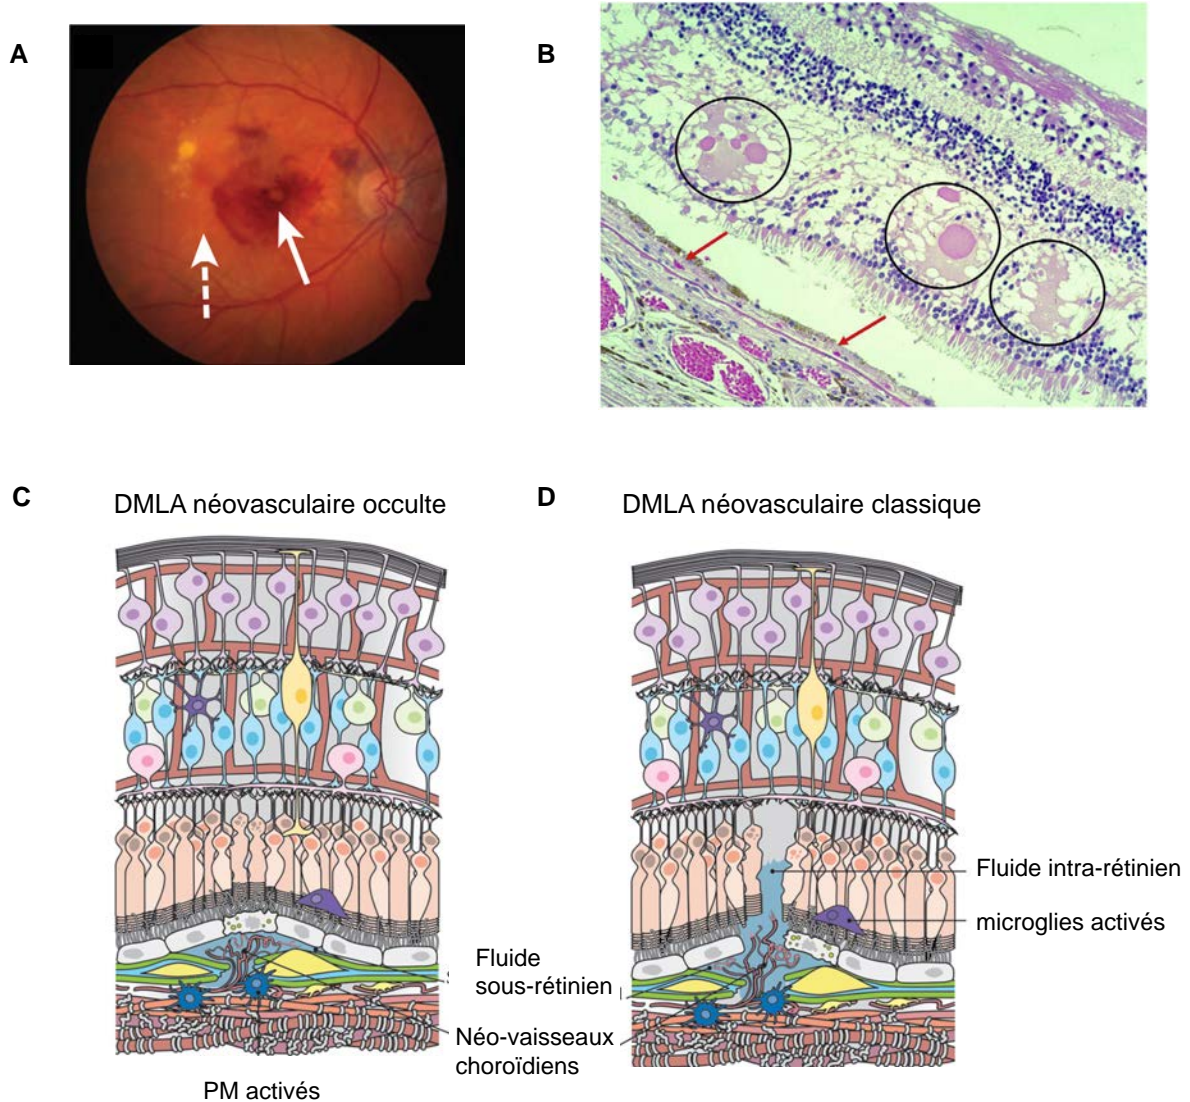 A
B
C
DMLA néovasculaire occulte
D
DMLA néovasculaire classique
Fluide intra-rétinien
microglies activés
Fluide
sous-rétinien
Néo-vaisseaux
choroïdiens
PM activés